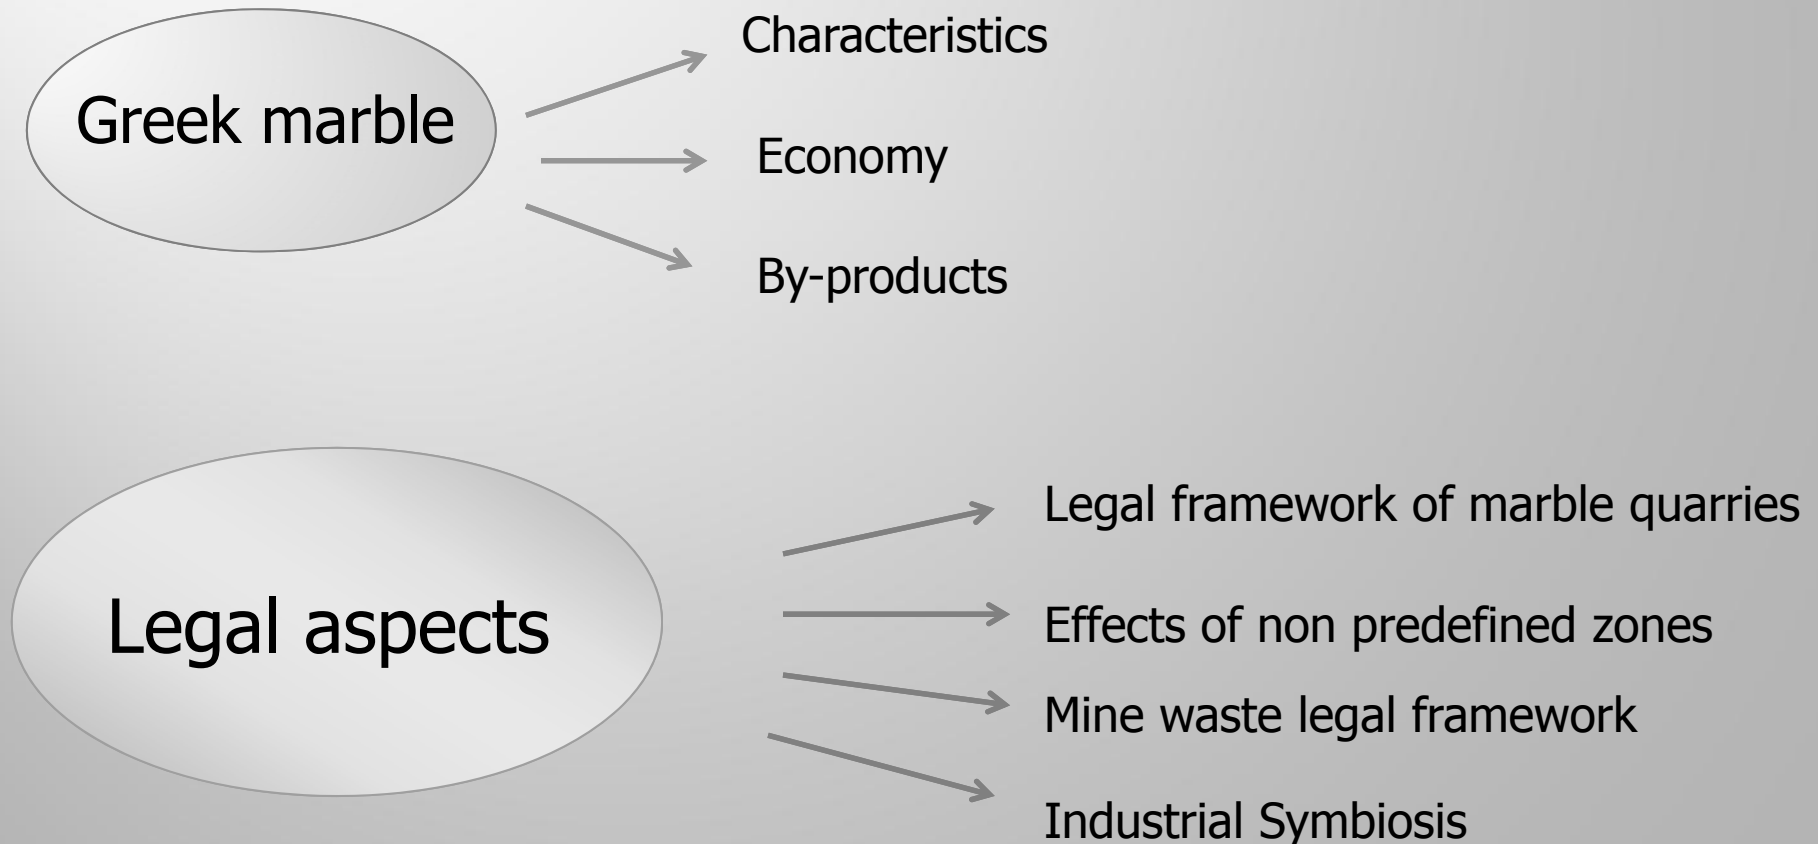 Greek marble
Characteristics
Economy
By-products
Legal aspects
Legal framework of marble quarries
Effects of non predefined zones
Mine waste legal framework
Industrial Symbiosis